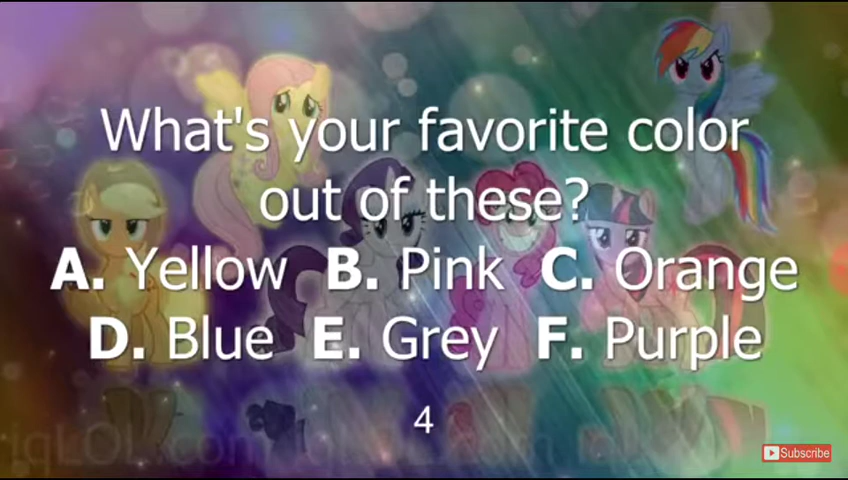 What's your favorite color
out of these?
A. Yellow B. Pink C. Orange
D. Blue E. Grey F. Purple
4
Subscribe